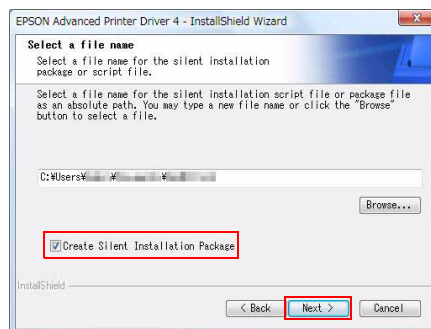 EPSON Advanced Printer Driver 4 - InstallShield Wizard
Select a file name
Select a file name for the silent installation
package or script file.
Select a file name for the silent installation script file or package file
as an absolute path. You may type a new file name or click the "Browse"
button to select a file.
C:¥Users¥
Browse...
Create Silent Installation Package
InstallShield
< Back Next > Cancel